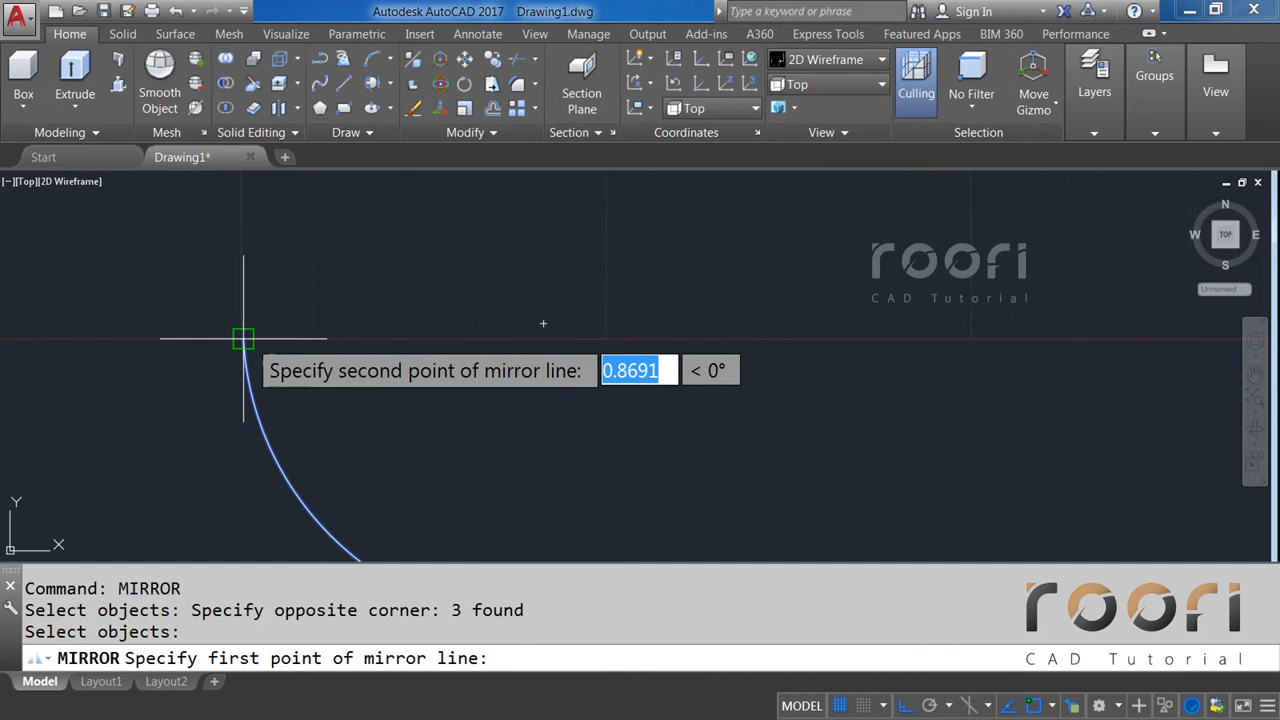 Autodesk AutoCAD 2017 Drawing1.dwg
Type a keyword or phrase
Sign In
Home Solid Surface Mesh Visualize Parametric Insert Annotate View Manage Output Add-ins A360 Express Tools Featured Apps BIM 360 Performance
Box
Extrude
Smooth
Object
Section
Plane
2D Wireframe
Top
Top
Culling
No Filter
Move
Gizmo
Layers
Groups
View
Modeling Mesh Solid Editing Draw Modify Section Coordinates View Selection
Start
Drawing1*
[−][Top][2D Wireframe]
roori
CAD Tutorial
N
W TOP E
S
Unnamed
Specify second point of mirror line: 0.8691 < 0°
Y
X
Command: MIRROR
Select objects: Specify opposite corner: 3 found
Select objects:
MIRROR Specify first point of mirror line:
roori
CAD Tutorial
Model Layout1 Layout2 +
MODEL